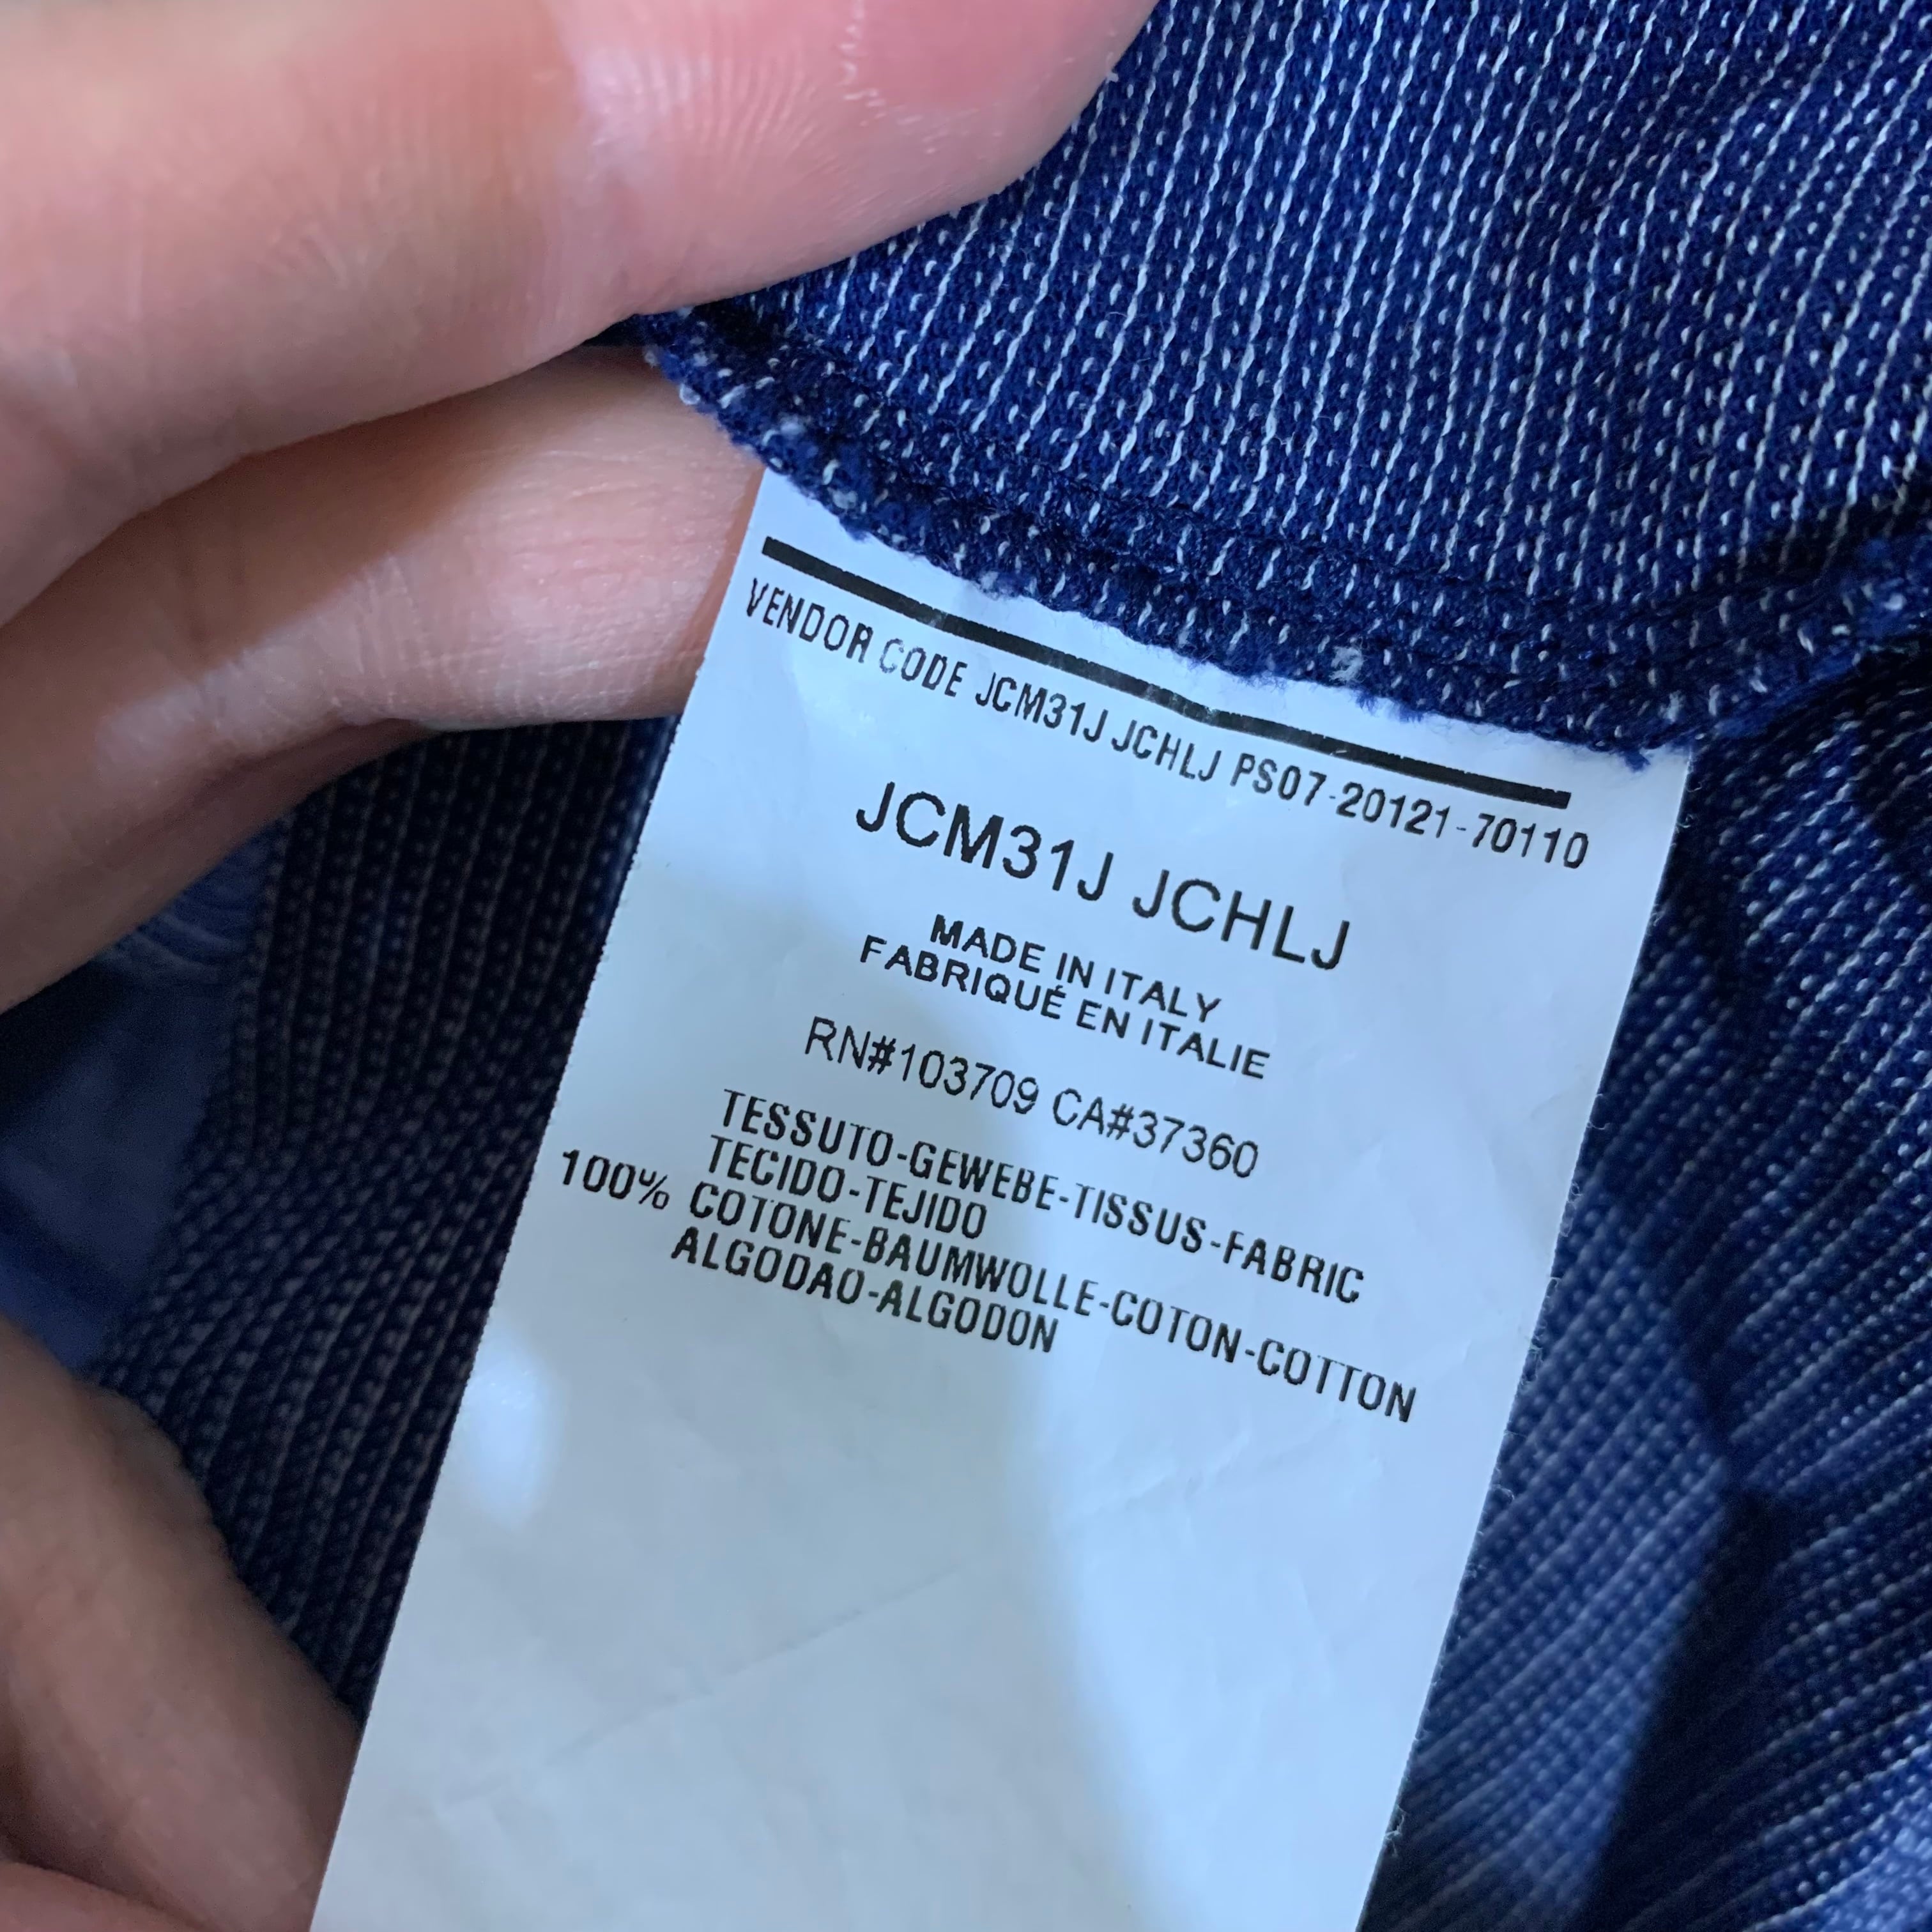 VENDOR CODE JCM31J JCHLJ PS07-20121-70110
JCM31J JCHLJ
MADE IN ITALY
FABRIQUÉ EN ITALIE
RN#103709 CA#37360
TESSUTO-GEWEBE-TISSUS-FABRIC
TECIDO-TEJIDO
100% COTONE-BAUMWOLLE-COTON-COTTON
ALGODAO-ALGODON